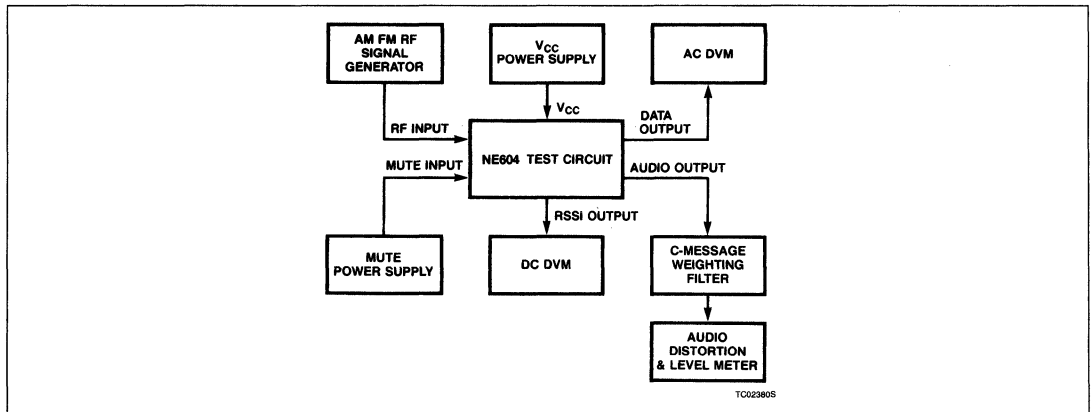 AM FM RF
SIGNAL
GENERATOR
VCC
POWER SUPPLY
AC DVM
VCC
DATA
OUTPUT
RF INPUT
MUTE INPUT
NE604 TEST CIRCUIT
AUDIO OUTPUT
RSSI OUTPUT
MUTE
POWER SUPPLY
DC DVM
C-MESSAGE
WEIGHTING
FILTER
AUDIO
DISTORTION
& LEVEL METER
TC02380S